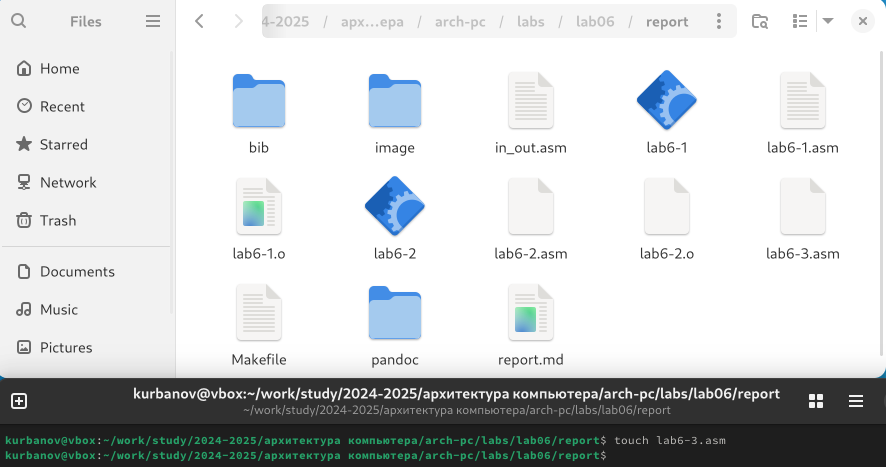 Files
4-2025 / арх…ера / arch-pc / labs / lab06 / report
Home
Recent
Starred
Network
Trash
Documents
Music
Pictures
bib
image
in_out.asm
lab6-1
lab6-1.asm
lab6-1.o
lab6-2
lab6-2.asm
lab6-2.o
lab6-3.asm
Makefile
pandoc
report.md
kurbanov@vbox:~/work/study/2024-2025/архитектура компьютера/arch-pc/labs/lab06/report
~/work/study/2024-2025/архитектура компьютера/arch-pc/labs/lab06/report
kurbanov@vbox:~/work/study/2024-2025/архитектура компьютера/arch-pc/labs/lab06/report$ touch lab6-3.asm
kurbanov@vbox:~/work/study/2024-2025/архитектура компьютера/arch-pc/labs/lab06/report$